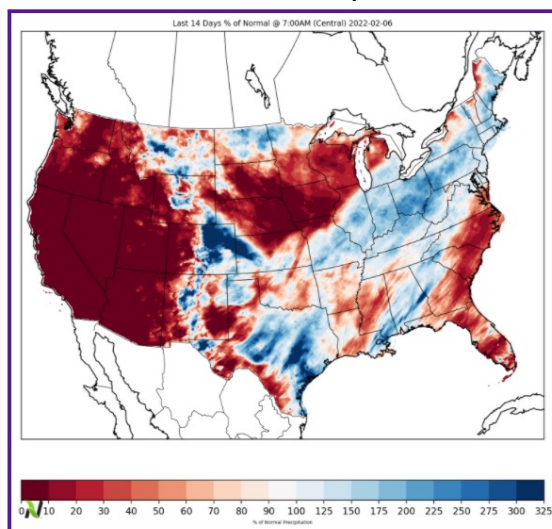 Last 14 Days % of Normal @ 7:00AM (Central) 2022-02-06
0 10 20 30 40 50 60 70 80 90 100 125 150 175 200 225 250 275 300 325
% of Normal Precipitation